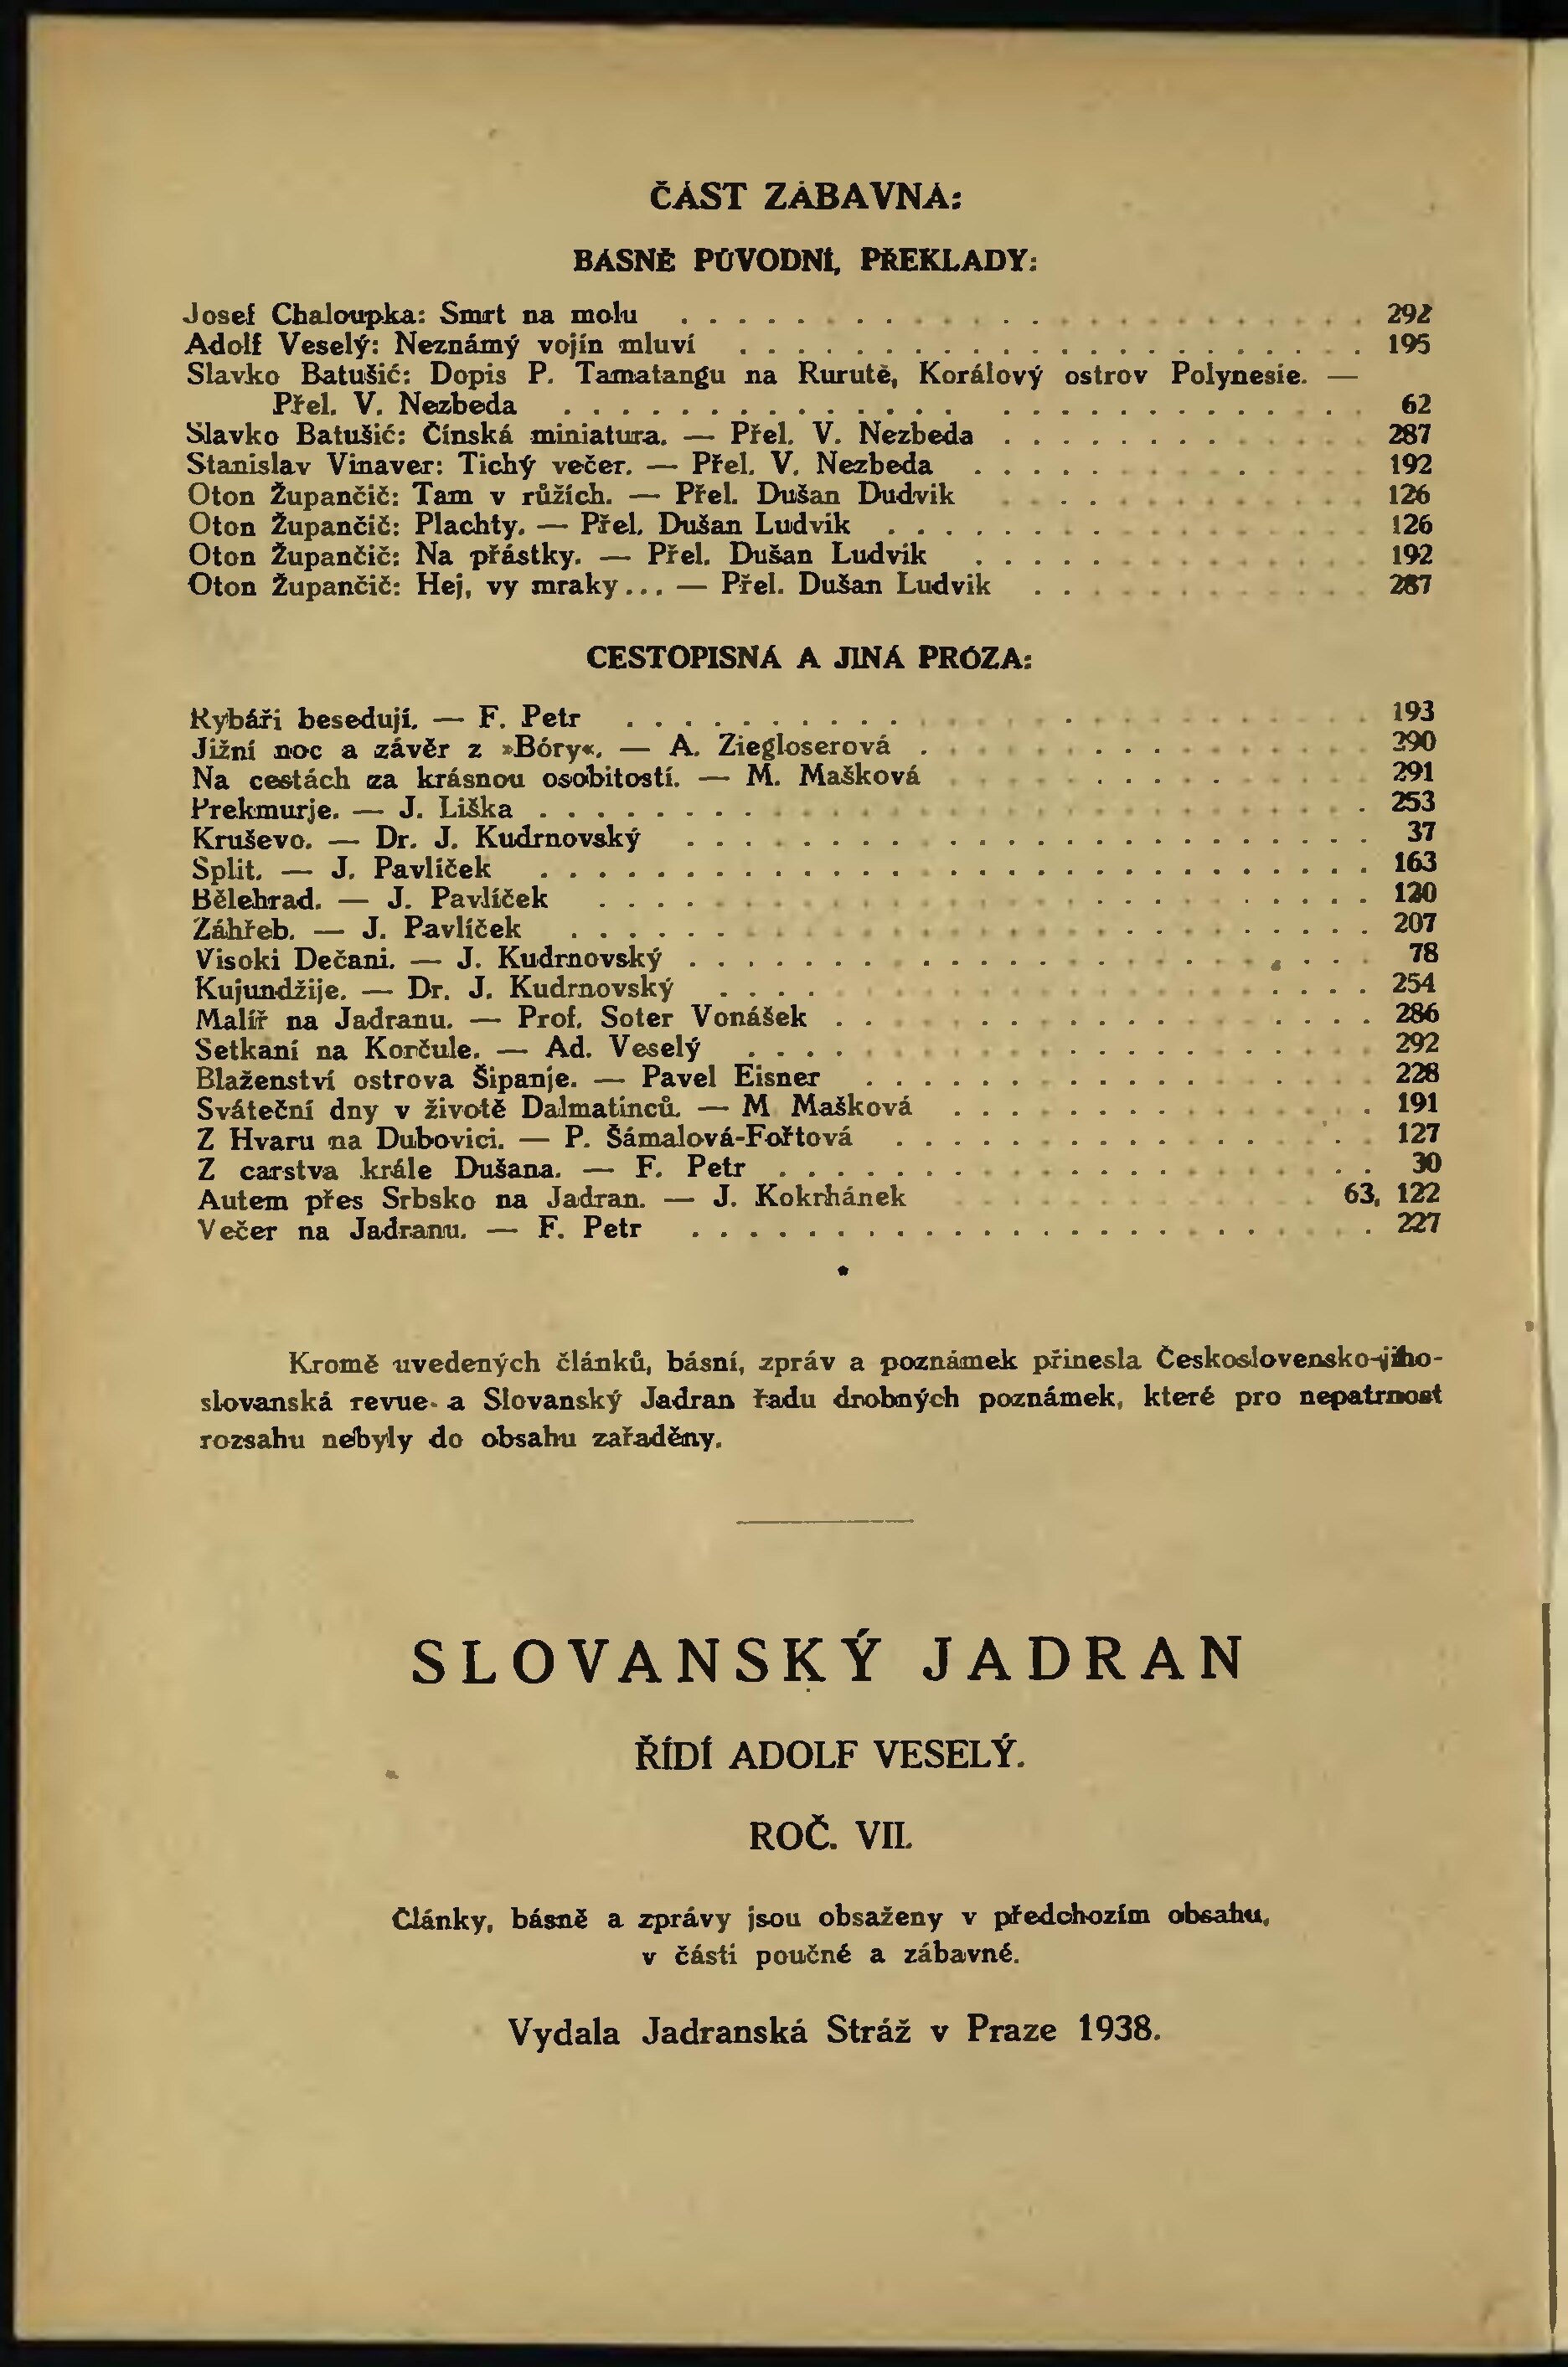 ČÁST ZÁBAVNÁ:
BÁSNĚ PŮVODNÍ, PŘEKLADY:
Josef Chaloupka: Smrt na molu . . . . . . . . . . . . . . . . . . . . . . . . 292
Adolf Veselý: Neznámý vojín mluví . . . . . . . . . . . . . . . . . . . . . . 195
Slavko Batušić: Dopis P. Tamatangu na Rurutě, Korálový ostrov Polynesie. —
Přel. V. Nezbeda . . . . . . . . . . . . . . . . . . . . . . . . . . . 62
Slavko Batušić: Čínská miniatura. — Přel. V. Nezbeda . . . . . . . . . . . . . 287
Stanislav Vinaver: Tichý večer. — Přel. V. Nezbeda . . . . . . . . . . . . . . 192
Oton Župančič: Tam v růžích. — Přel. Dušan Dudvik . . . . . . . . . . . . . 126
Oton Župančič: Plachty. — Přel. Dušan Ludvik . . . . . . . . . . . . . . . . . 126
Oton Župančič: Na přástky. — Přel. Dušan Ludvik . . . . . . . . . . . . . . 192
Oton Župančič: Hej, vy mraky... — Přel. Dušan Ludvik . . . . . . . . . . . . 287
CESTOPISNÁ A JINÁ PRÓZA:
Rybáři besedují. — F. Petr . . . . . . . . . . . . . . . . . . . . . . . . . . 193
Jižní noc a závěr z »Bóry«. — A. Ziegloserová . . . . . . . . . . . . . . . . 290
Na cestách za krásnou osobitostí. — M. Mašková . . . . . . . . . . . . . . . 291
Prekmurje. — J. Liška . . . . . . . . . . . . . . . . . . . . . . . . . . . . . 253
Kruševo. — Dr. J. Kudrnovský . . . . . . . . . . . . . . . . . . . . . . . . 37
Split. — J. Pavlíček . . . . . . . . . . . . . . . . . . . . . . . . . . . . . 163
Bělehrad. — J. Pavlíček . . . . . . . . . . . . . . . . . . . . . . . . . . . 120
Záhřeb. — J. Pavlíček . . . . . . . . . . . . . . . . . . . . . . . . . . . . 207
Visoki Dečani. — J. Kudrnovský . . . . . . . . . . . . . . . . . . . . . . . . 78
Kujundžije. — Dr. J. Kudrnovský . . . . . . . . . . . . . . . . . . . . . . . 254
Malíř na Jadranu. — Prof. Soter Vonášek . . . . . . . . . . . . . . . . . . . 286
Setkání na Korčule. — Ad. Veselý . . . . . . . . . . . . . . . . . . . . . . 292
Blaženství ostrova Šipanje. — Pavel Eisner . . . . . . . . . . . . . . . . . . 228
Sváteční dny v životě Dalmatinců. — M Mašková . . . . . . . . . . . . . . . 191
Z Hvaru na Dubovici. — P. Šámalová-Fořtová . . . . . . . . . . . . . . . . . 127
Z carstva krále Dušana. — F. Petr . . . . . . . . . . . . . . . . . . . . . 30
Autem přes Srbsko na Jadran. — J. Kokrhánek . . . . . . . . . . . . . 63, 122
Večer na Jadranu. — F. Petr . . . . . . . . . . . . . . . . . . . . . . . . 227
Kromě uvedených článků, básní, zpráv a poznámek přinesla Československo-jiho-
slovanská revue a Slovanský Jadran řadu drobných poznámek, které pro nepatrnost
rozsahu nebyly do obsahu zařaděny.
SLOVANSKÝ JADRAN
ŘÍDÍ ADOLF VESELÝ.
ROČ. VII.
Články, básně a zprávy jsou obsaženy v předchozím obsahu,
v části poučné a zábavné.
Vydala Jadranská Stráž v Praze 1938.